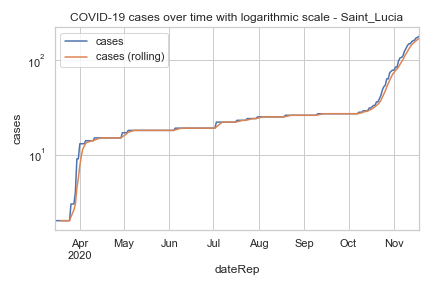 COVID-19 cases over time with logarithmic scale - Saint_Lucia
cases
cases (rolling)
10²
10¹
cases
Apr May Jun Jul Aug Sep Oct Nov
2020
dateRep